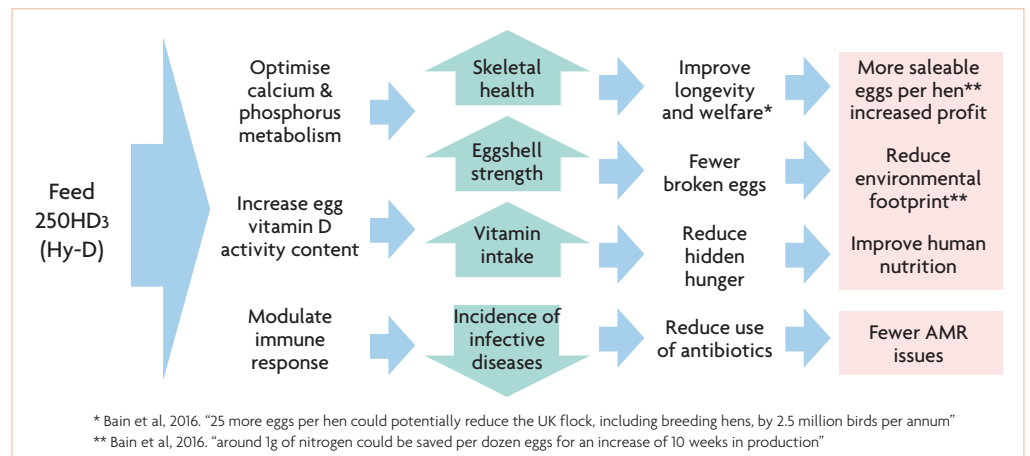 Feed
250HD3
(Hy-D)
Optimise
calcium &
phosphorus
metabolism
Skeletal
health
Improve
longevity
and welfare*
More saleable
eggs per hen**
increased profit
Eggshell
strength
Fewer
broken eggs
Reduce
environmental
footprint**
Increase egg
vitamin D
activity content
Vitamin
intake
Reduce
hidden
hunger
Improve human
nutrition
Modulate
immune
response
Incidence of
infective
diseases
Reduce use
of antibiotics
Fewer AMR
issues
* Bain et al, 2016. “25 more eggs per hen could potentially reduce the UK flock, including breeding hens, by 2.5 million birds per annum”
** Bain et al, 2016. “around 1g of nitrogen could be saved per dozen eggs for an increase of 10 weeks in production”